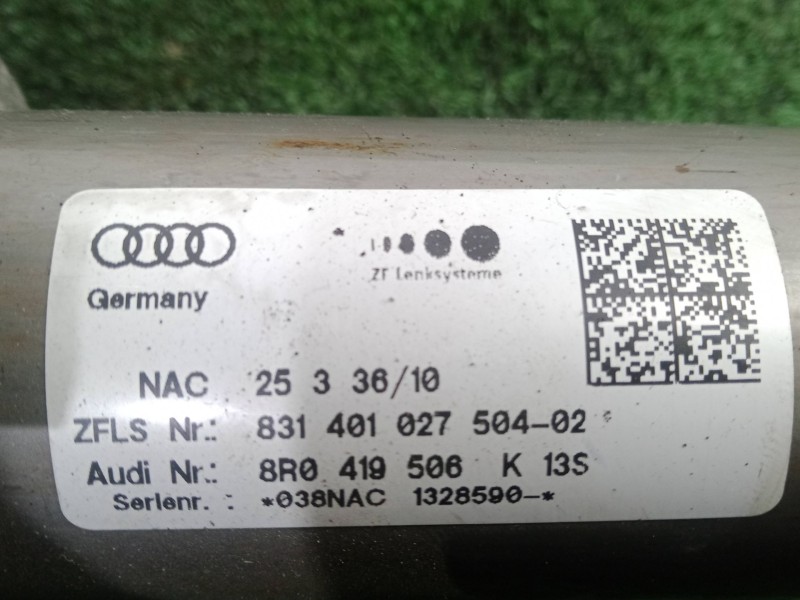 ZF Lenksysteme
Germany
NAC 25 3 36/10
ZFLS Nr.: 831 401 027 504-02
Audi Nr.: 8R0 419 506 K 13S
Serienr. : *038NAC 1328590-*